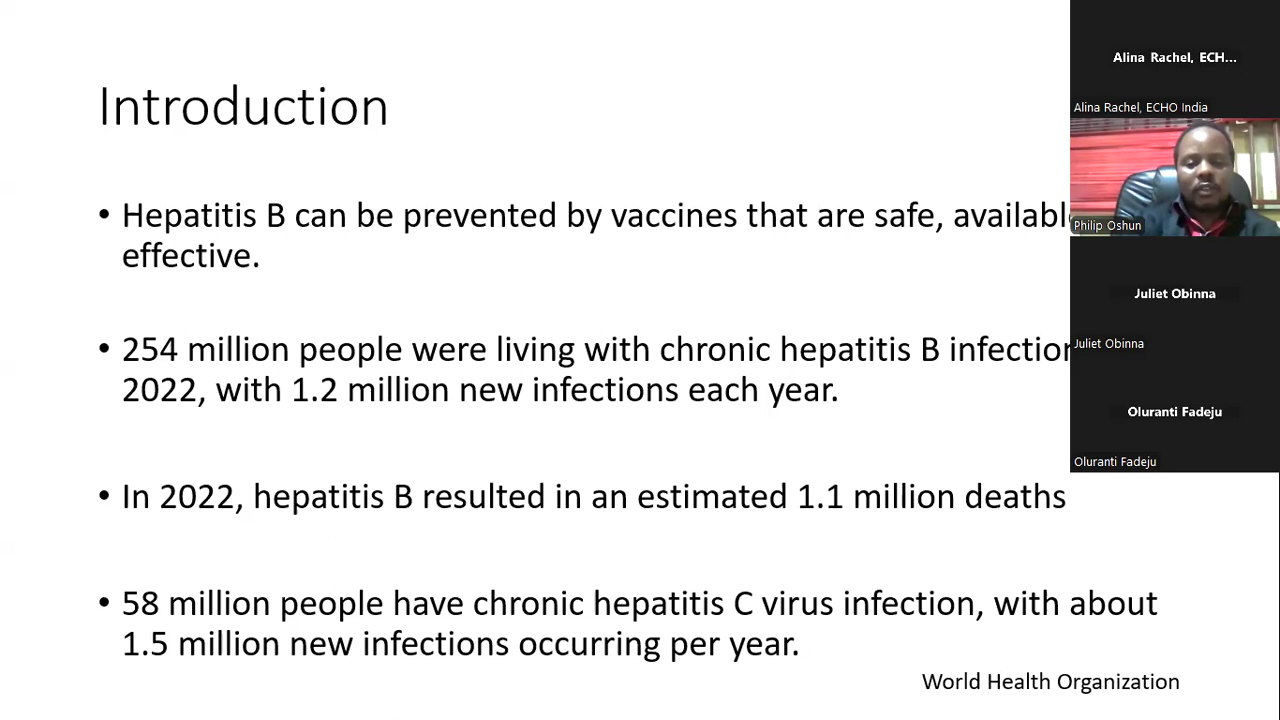 Introduction
• Hepatitis B can be prevented by vaccines that are safe,
effective.
• 254 million people were living with chronic hepatitis B
2022, with 1.2 million new infections each year.
• In 2022, hepatitis B resulted in an estimated 1.1 million deaths
• 58 million people have chronic hepatitis C virus infection, with about
1.5 million new infections occurring per year.
World Health Organization
Alina Rachel, ECH...
Alina Rachel, ECHO India
Philip Oshun
Juliet Obinna
Juliet Obinna
Oluranti Fadeju
Oluranti Fadeju